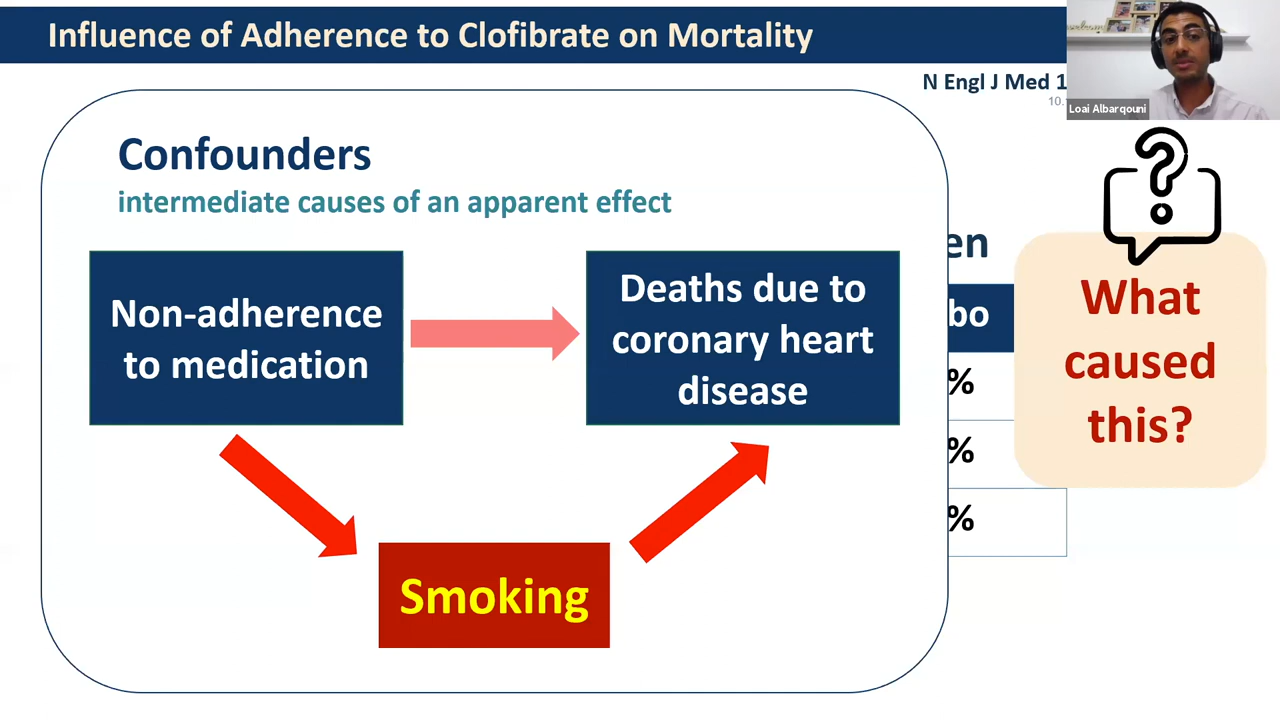 Influence of Adherence to Clofibrate on Mortality
N Engl J Med 1
10.
Loai Albarqouni
Confounders
intermediate causes of an apparent effect
Non-adherence
to medication
Deaths due to
coronary heart
disease
Smoking
en
bo
%
%
%
What
caused
this?